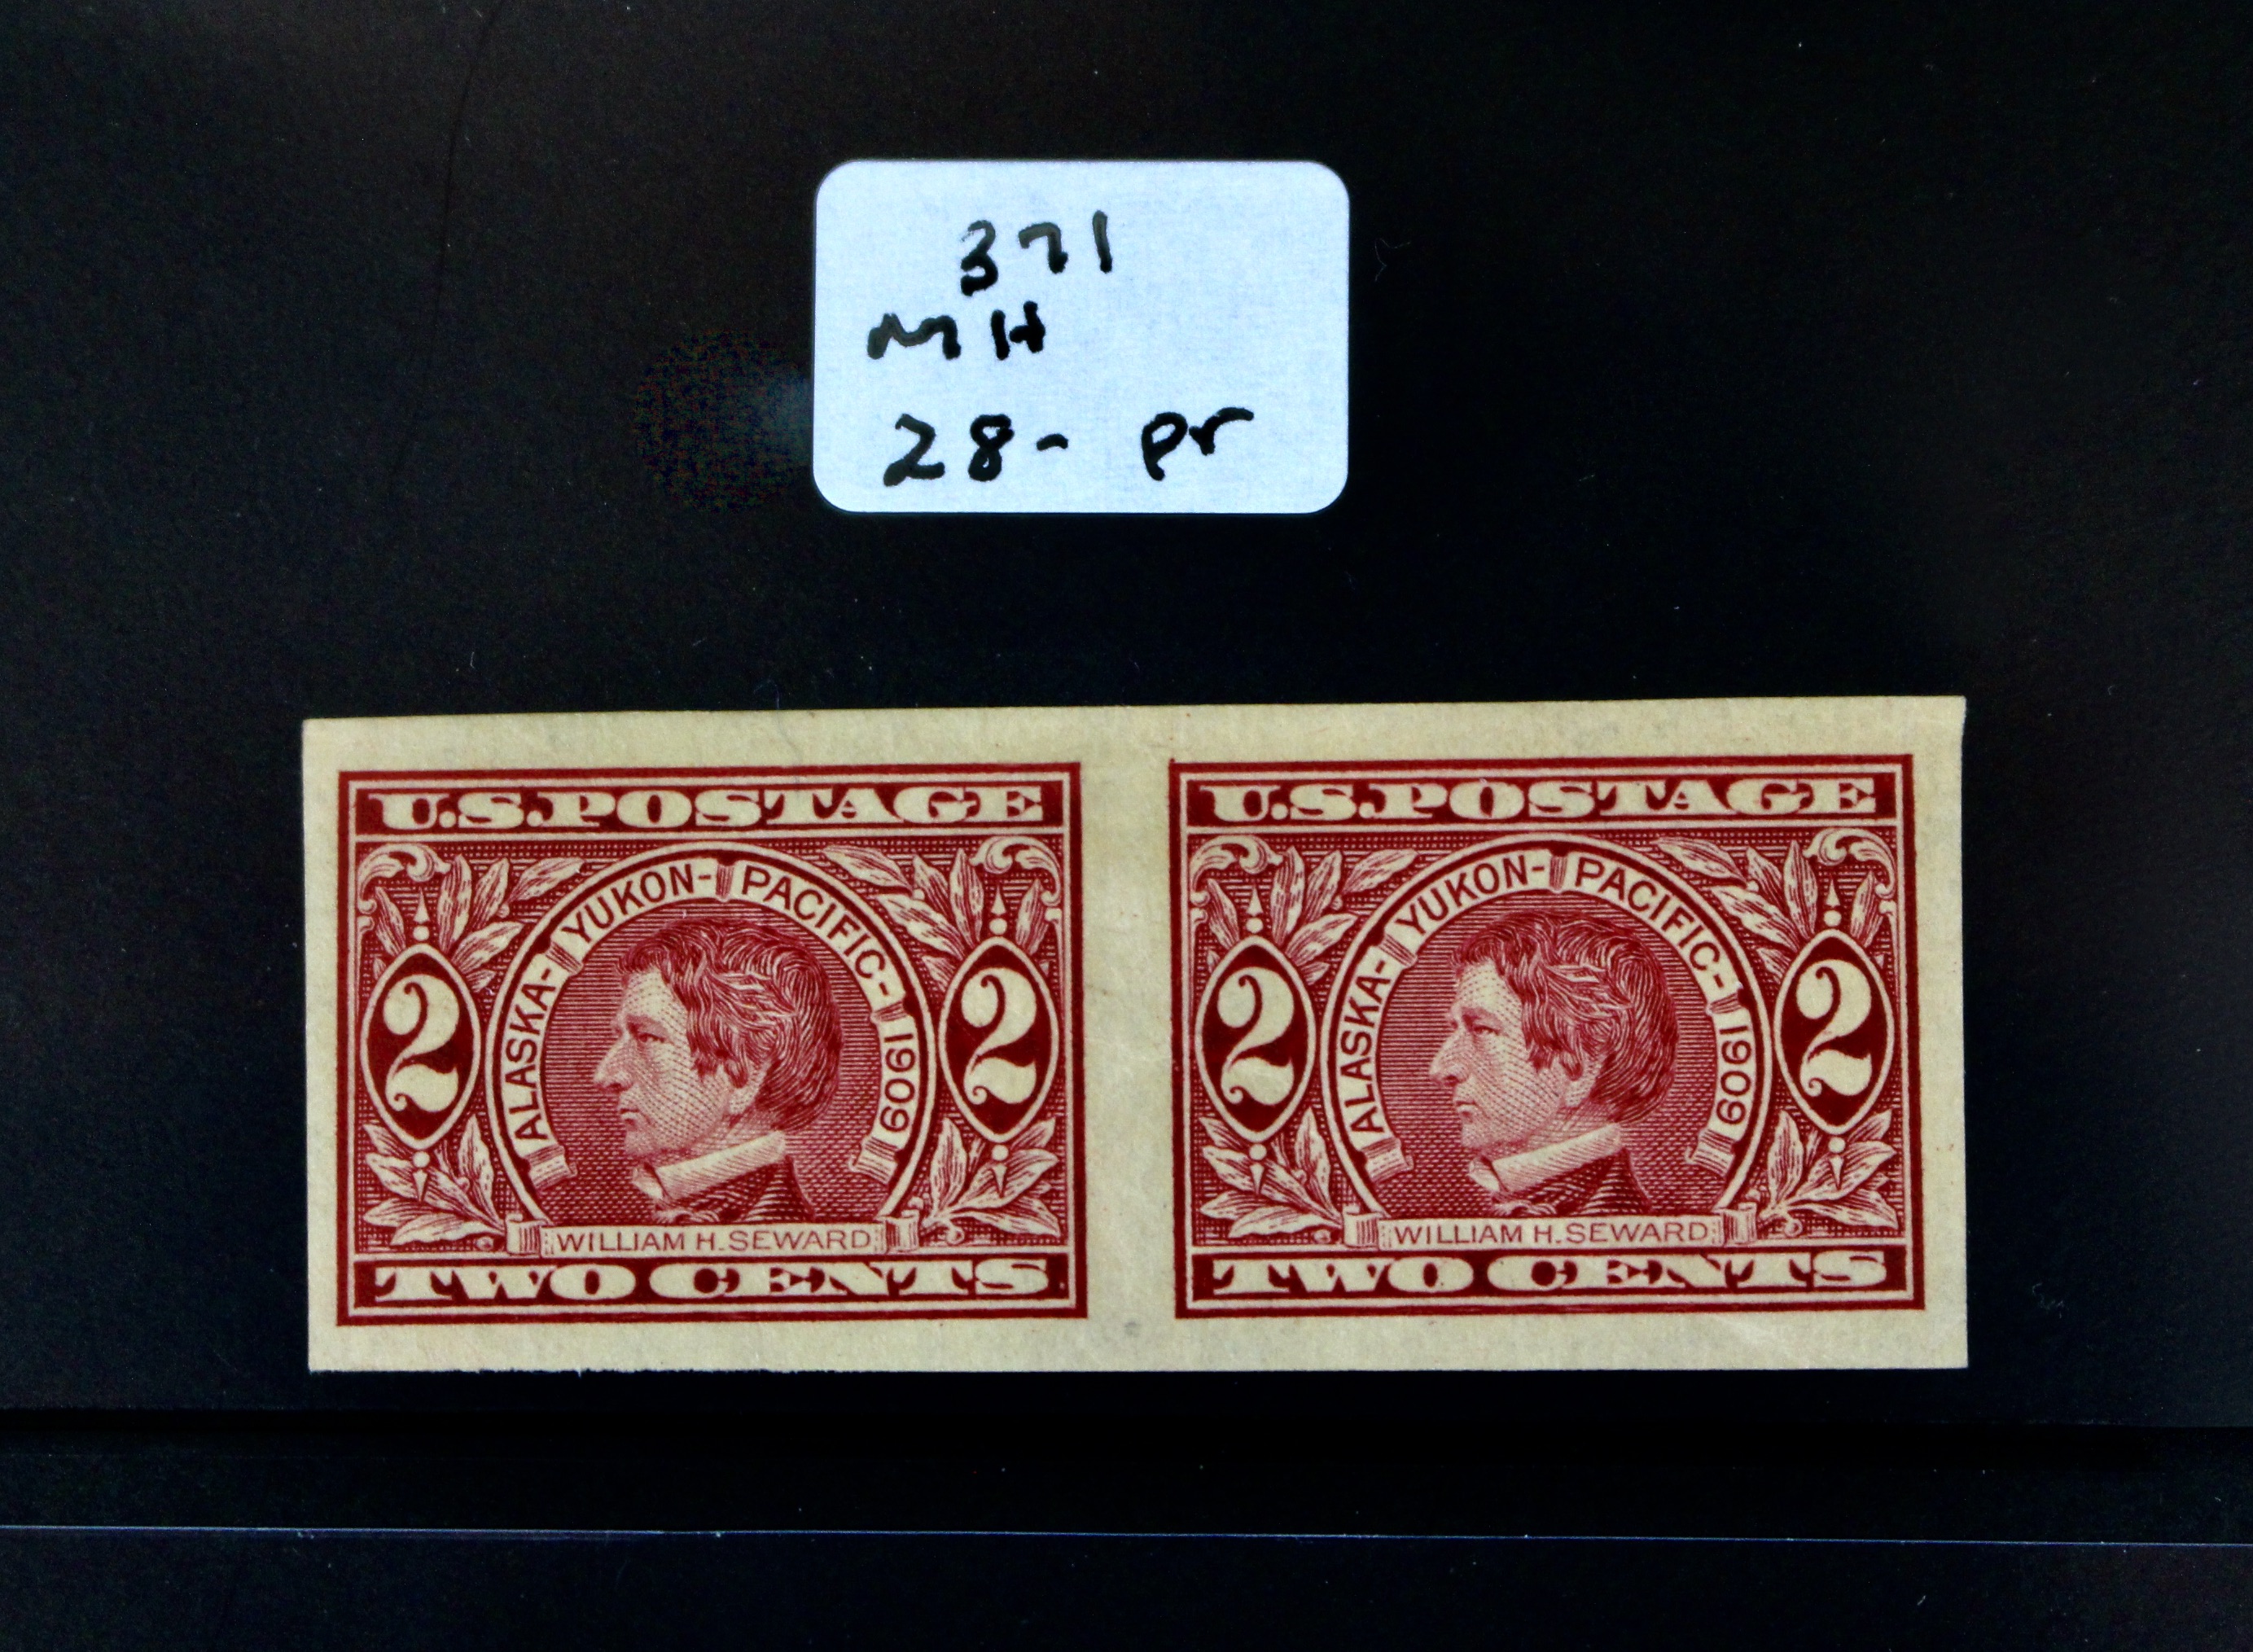 371
MH
28- pr
U.S. POSTAGE
ALASKA- YUKON- PACIFIC- 1909
2 2
WILLIAM H. SEWARD
TWO CENTS
U.S. POSTAGE
ALASKA- YUKON- PACIFIC- 1909
2 2
WILLIAM H. SEWARD
TWO CENTS